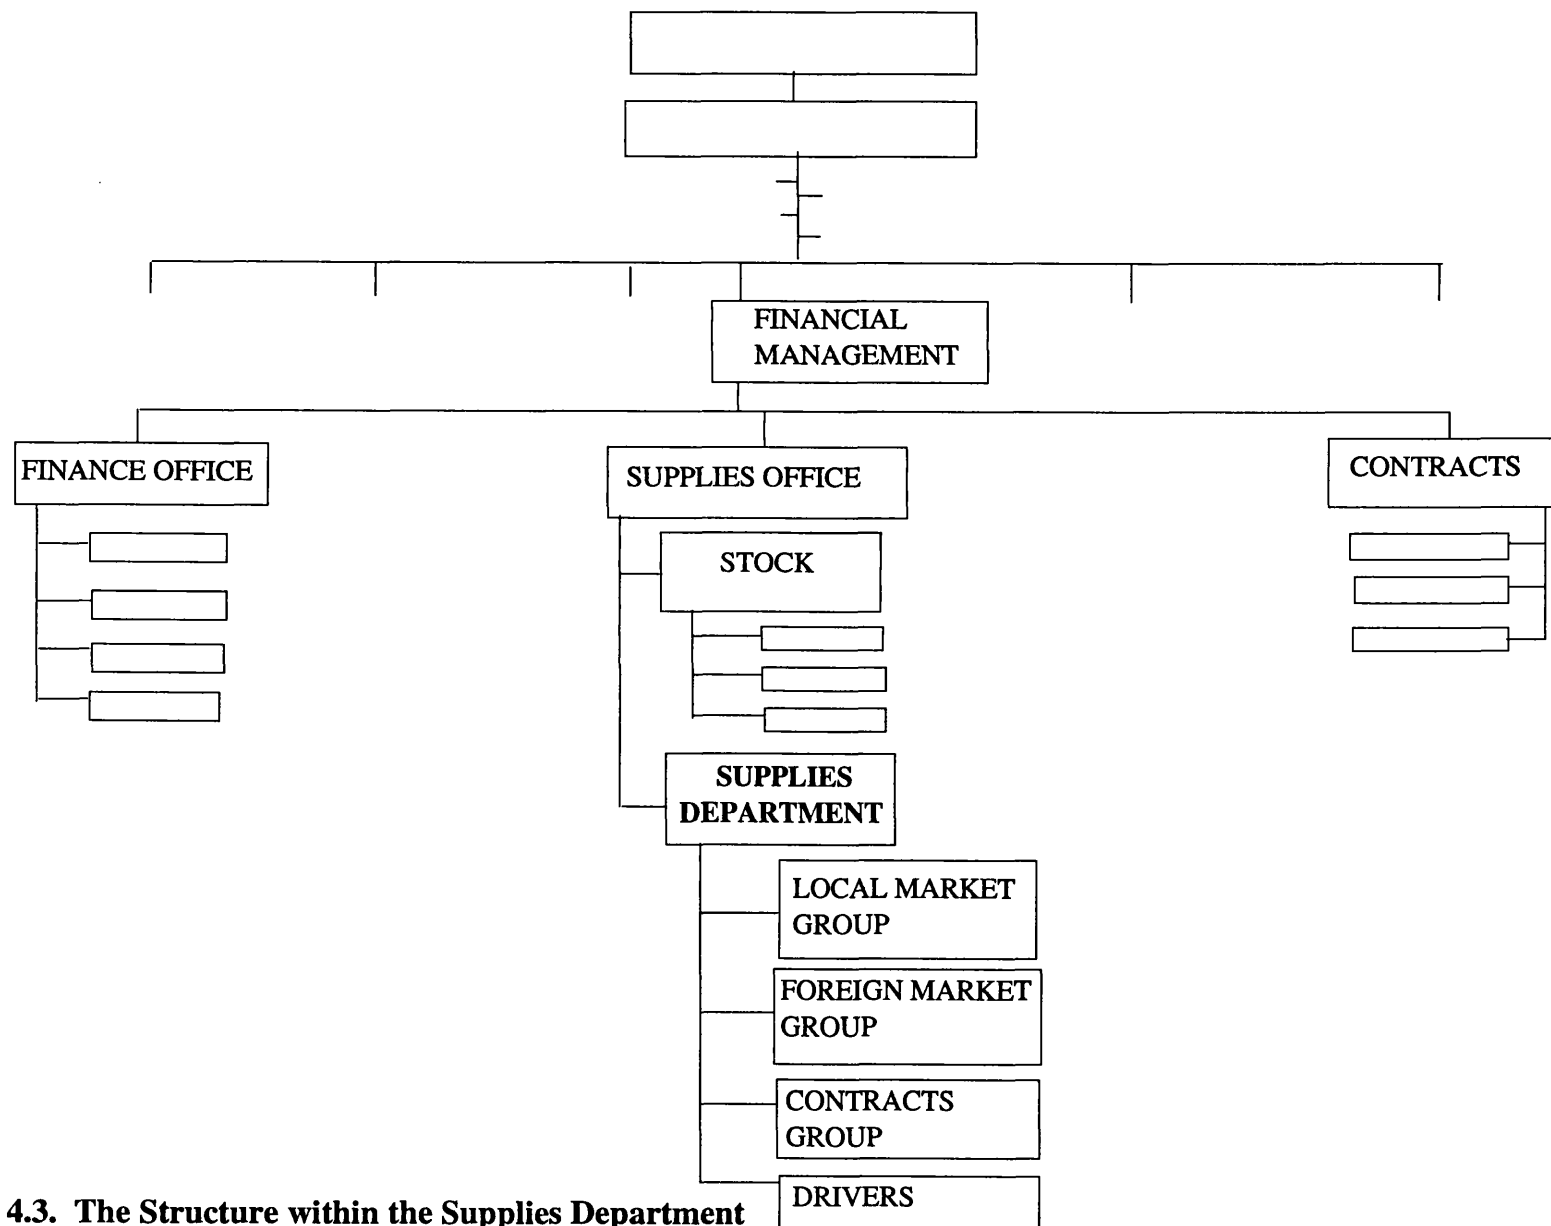 FINANCIAL
MANAGEMENT
FINANCE OFFICE
SUPPLIES OFFICE
CONTRACTS
STOCK
SUPPLIES
DEPARTMENT
LOCAL MARKET
GROUP
FOREIGN MARKET
GROUP
CONTRACTS
GROUP
DRIVERS
4.3. The Structure within the Supplies Department